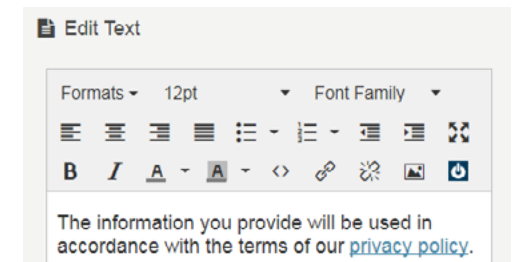 Edit Text
Formats 12pt Font Family
B I A A <>
The information you provide will be used in
accordance with the terms of our privacy policy.